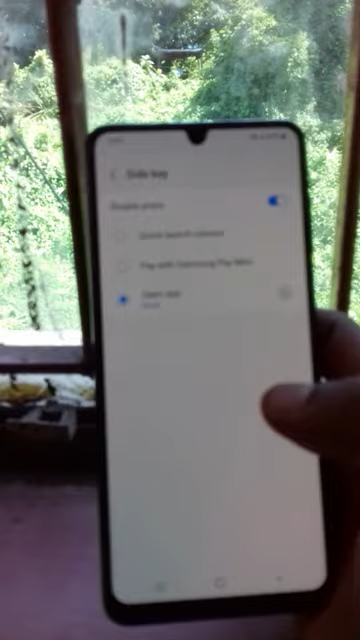 Side key
Double press
Quick launch camera
Pay with Samsung Pay Mini
Open app